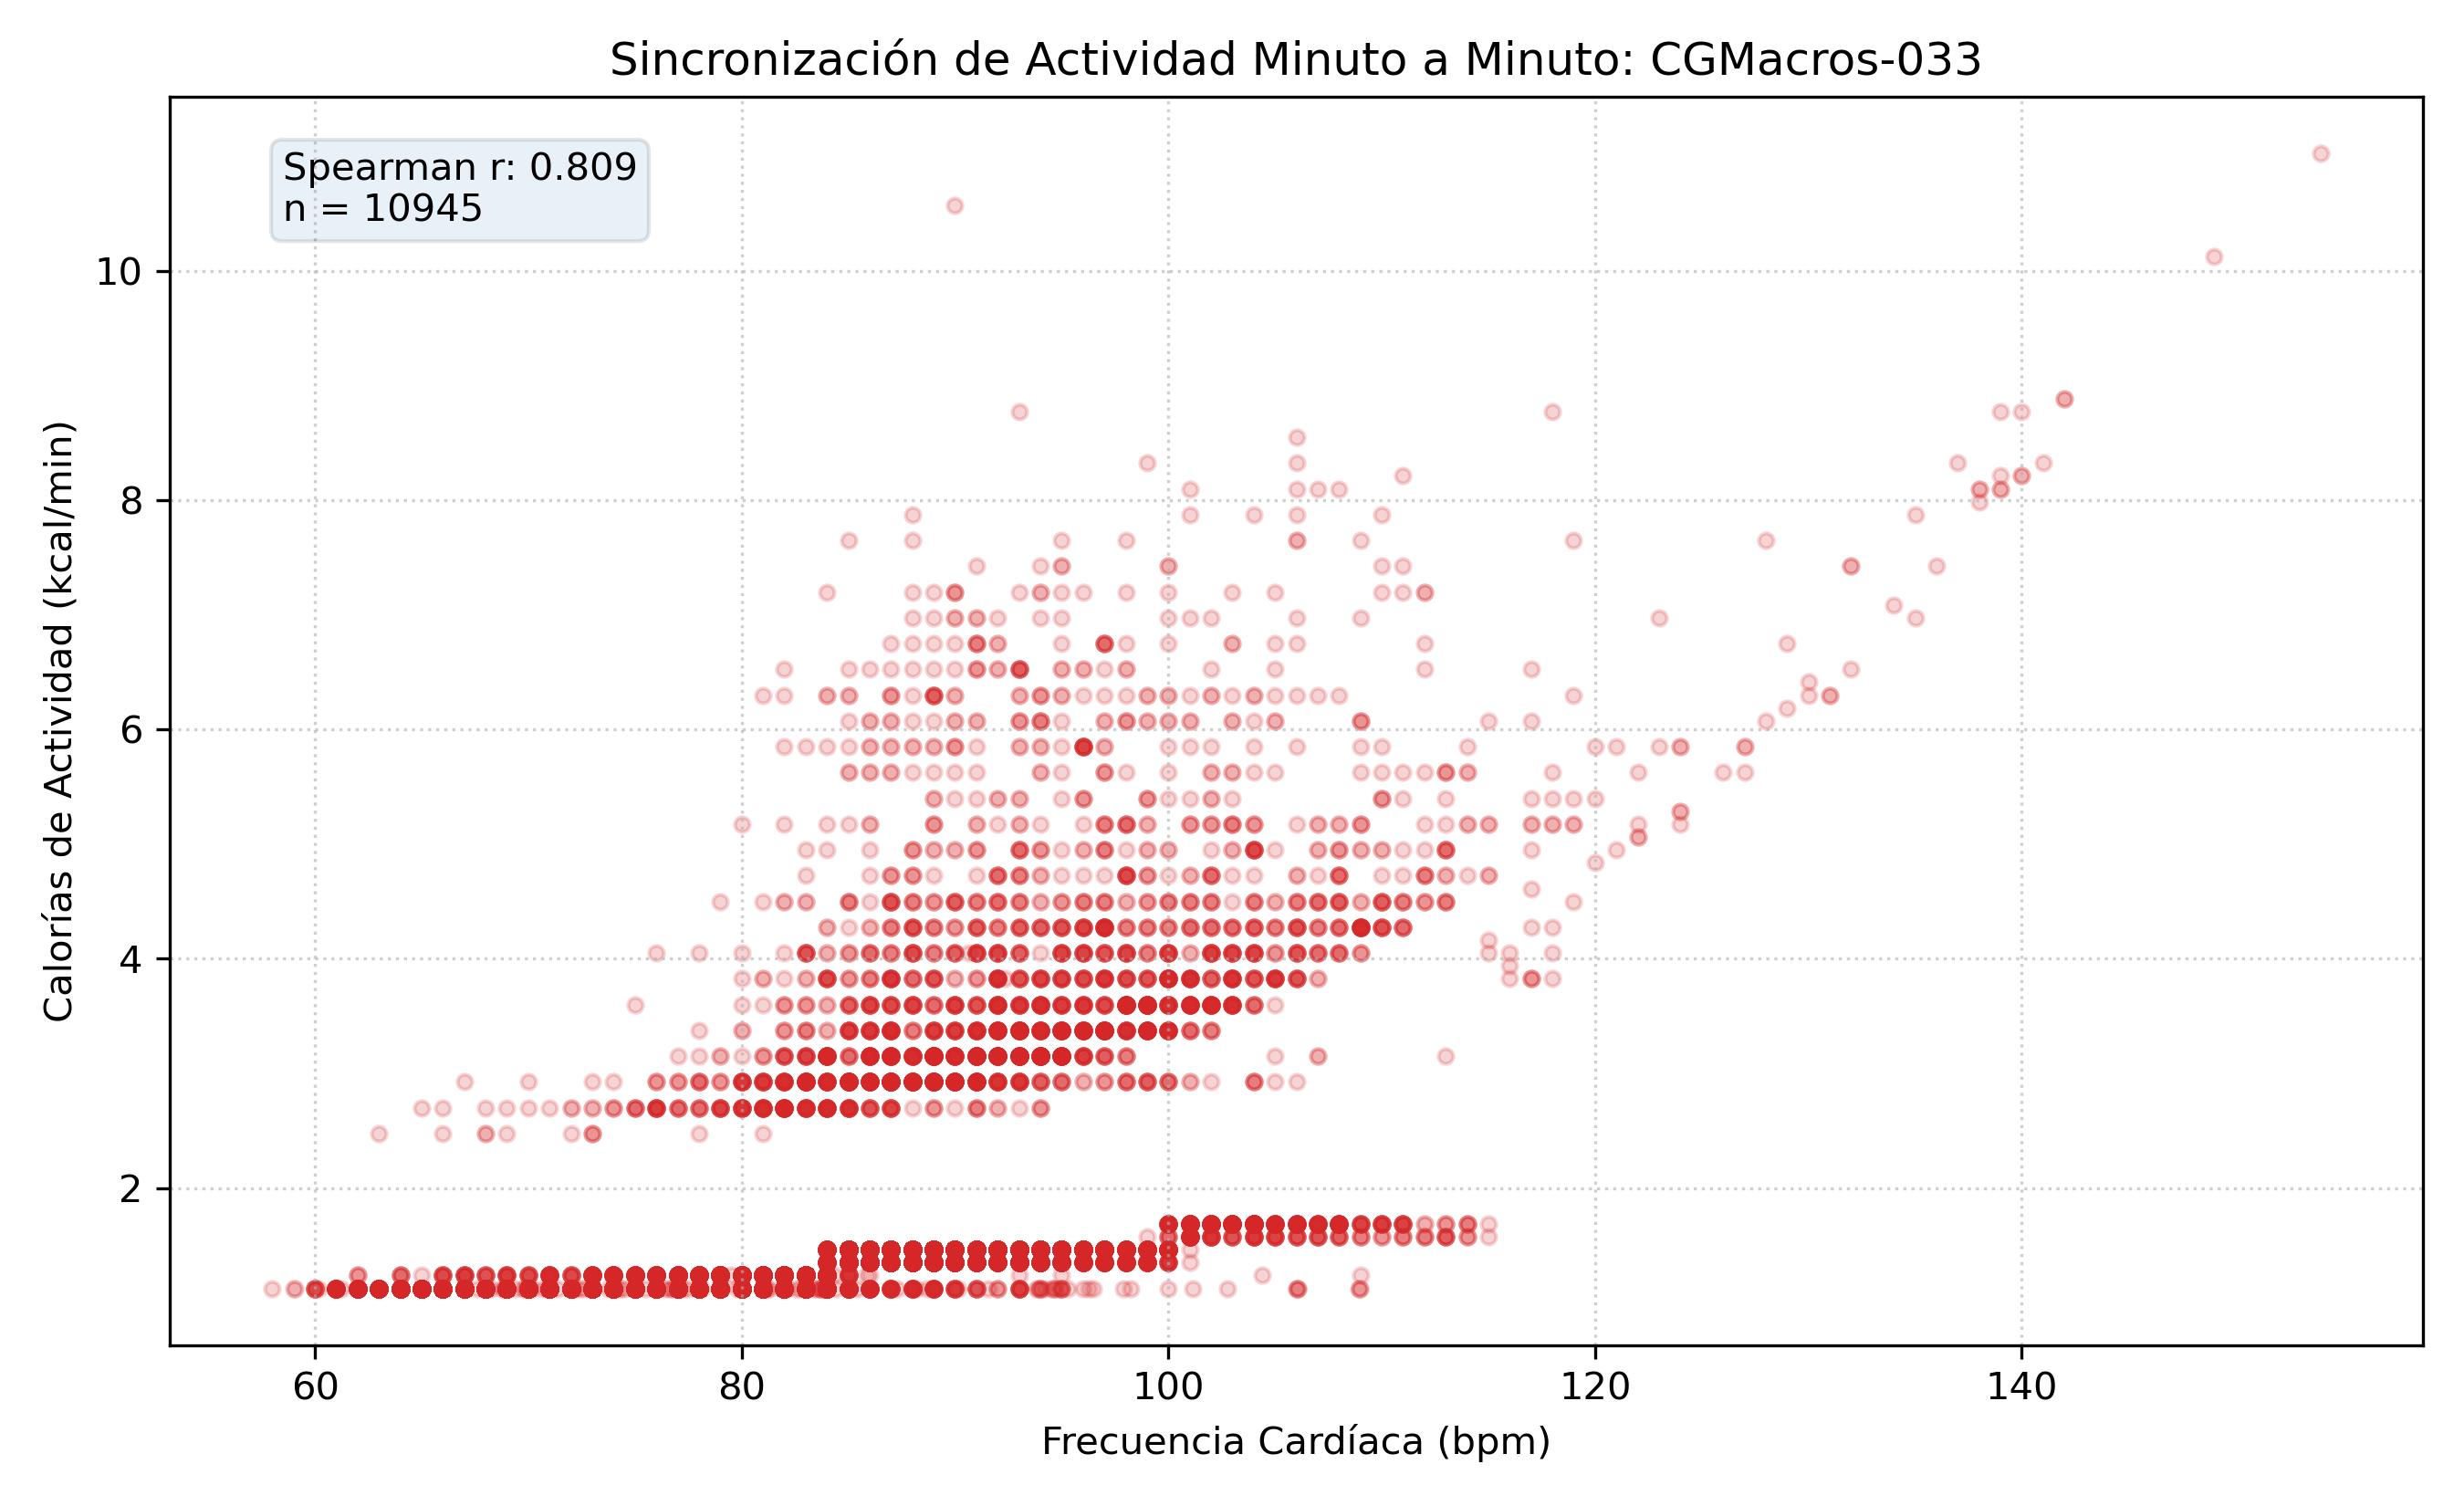 Sincronización de Actividad Minuto a Minuto: CGMacros-033
Spearman r: 0.809
n = 10945
Calorías de Actividad (kcal/min)
10
8
6
4
2
60 80 100 120 140
Frecuencia Cardíaca (bpm)